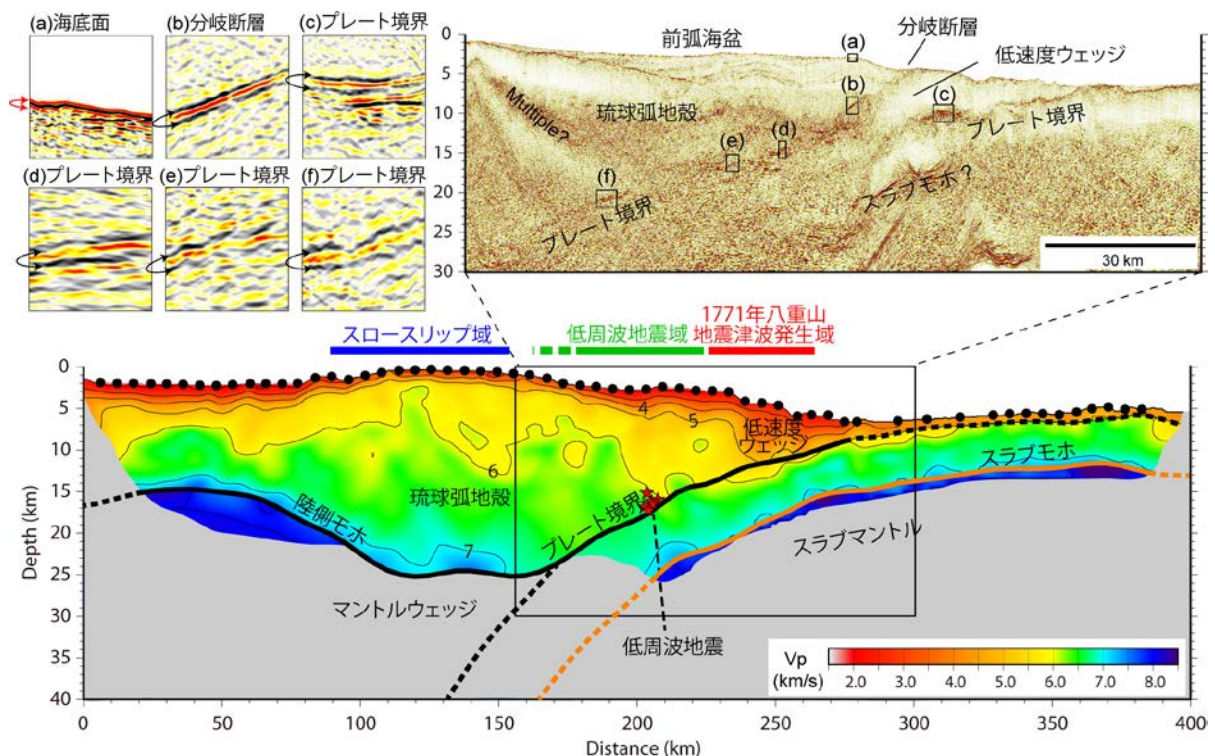 (a)海底面
(b)分岐断層
(c)プレート境界
(d)プレート境界
(e)プレート境界
(f)プレート境界
0
5
10
15
20
25
30
前弧海盆
(a)
分岐断層
低速度ウェッジ
(b)
(c)
Multiple?
琉球弧地殻
プレート境界
(e)
(d)
(f)
プレート境界
スラブモホ？
30 km
スロースリップ域
低周波地震域
1771年八重山
地震津波発生域
0
5
10
15
20
25
30
35
40
Depth (km)
4
5
低速度
ウェッジ
6
琉球弧地殻
プレート境界
スラブモホ
陸側モホ
7
スラブマントル
マントルウェッジ
低周波地震
Vp
(km/s)
2.0 3.0 4.0 5.0 6.0 7.0 8.0
0 50 100 150 200 250 300 350 400
Distance (km)